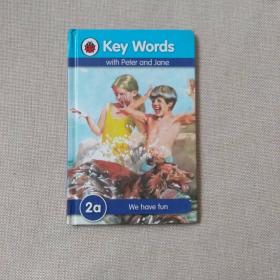 Key Words
with Peter and Jane
2a
We have fun